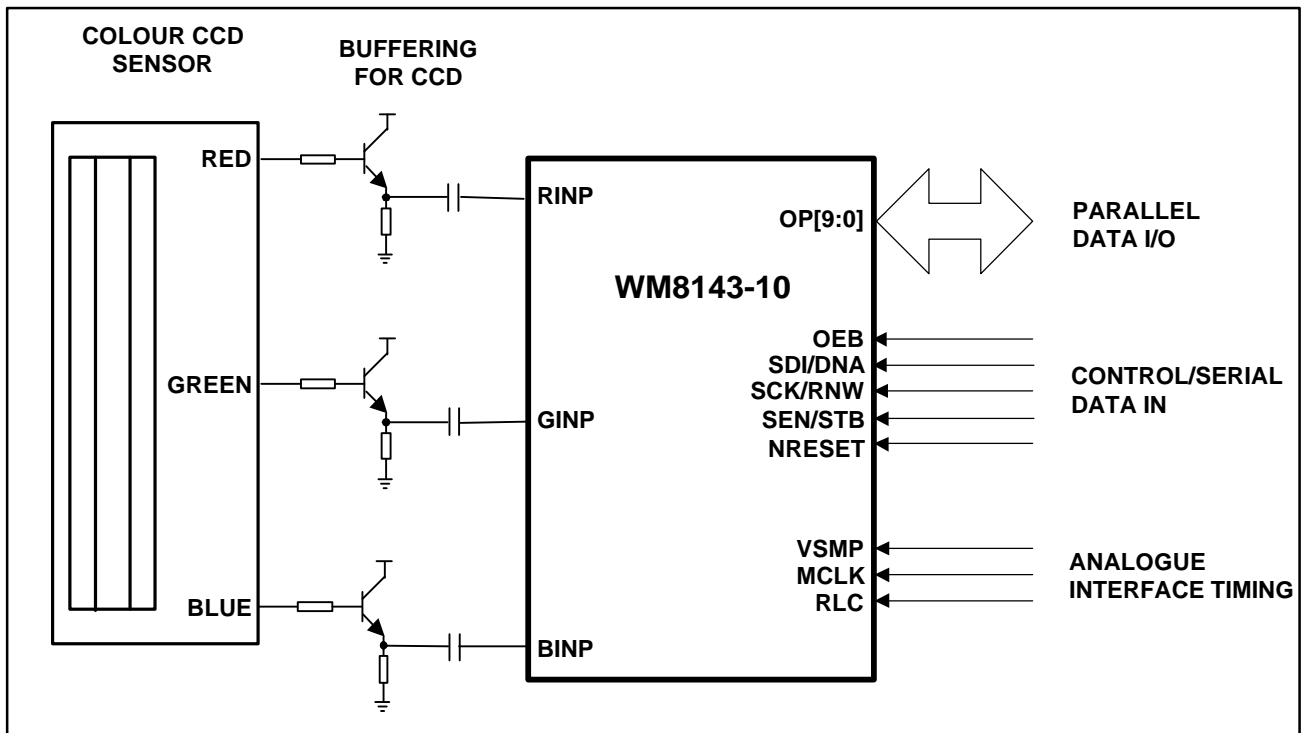 COLOUR CCD
SENSOR
BUFFERING
FOR CCD
RED
GREEN
BLUE
RINP
GINP
BINP
WM8143-10
OP[9:0]
OEB
SDI/DNA
SCK/RNW
SEN/STB
NRESET
VSMP
MCLK
RLC
PARALLEL
DATA I/O
CONTROL/SERIAL
DATA IN
ANALOGUE
INTERFACE TIMING